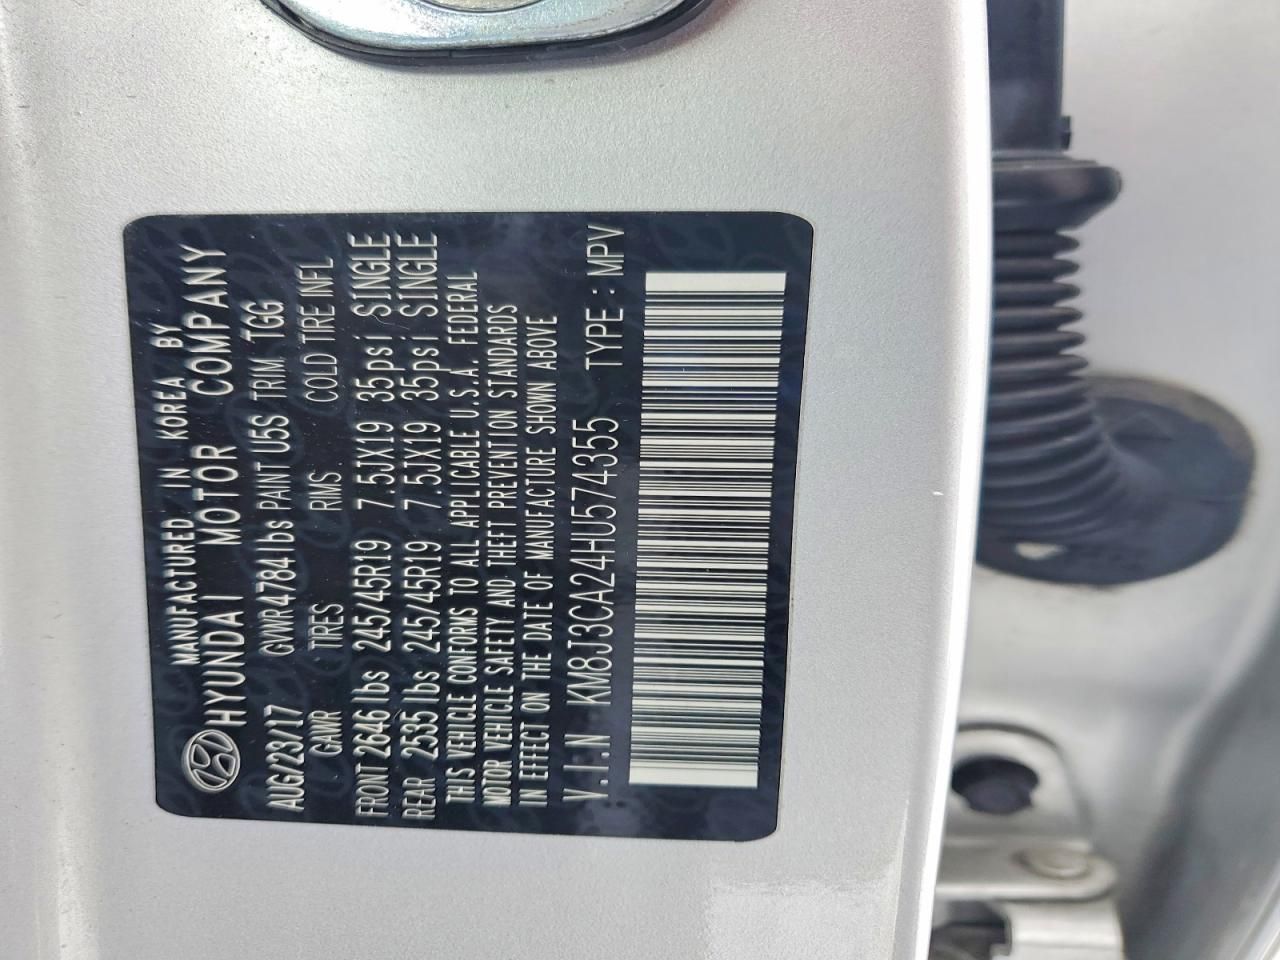 MANUFACTURED IN KOREA BY
HYUNDAI MOTOR COMPANY
AUG/23/17 GVWR4784lbs PAINT U5S TRIM TGG
GAWR TIRES RMS COLD TIRE INFL
FRONT 2646 lbs 245/45R19 7.5JX19 35psi SINGLE
REAR 2535 lbs 245/45R19 7.5JX19 35psi SINGLE
THIS VEHICLE CONFORMS TO ALL APPLICABLE U.S.A. FEDERAL
MOTOR VEHICLE SAFETY AND THEFT PREVENTION STANDARDS
IN EFFECT ON THE DATE OF MANUFACTURE SHOWN ABOVE
V.I.N KM8J3CA24HU574355 TYPE : MPV